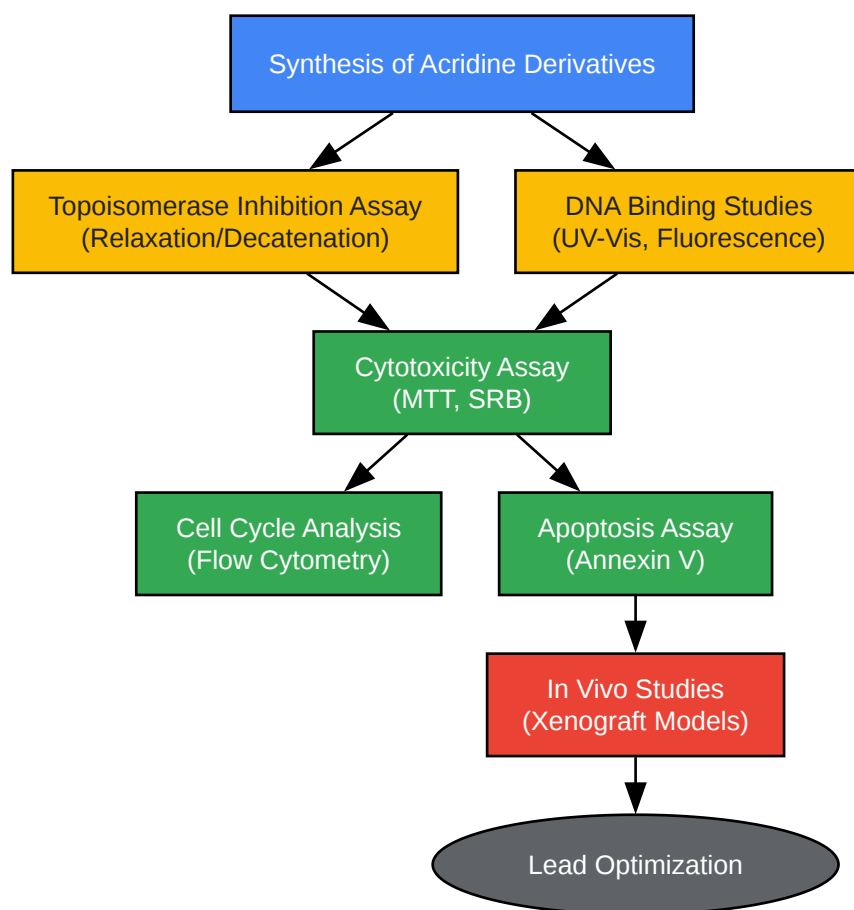 Synthesis of Acridine Derivatives
Topoisomerase Inhibition Assay
(Relaxation/Decatenation)
DNA Binding Studies
(UV-Vis, Fluorescence)
Cytotoxicity Assay
(MTT, SRB)
Cell Cycle Analysis
(Flow Cytometry)
Apoptosis Assay
(Annexin V)
In Vivo Studies
(Xenograft Models)
Lead Optimization